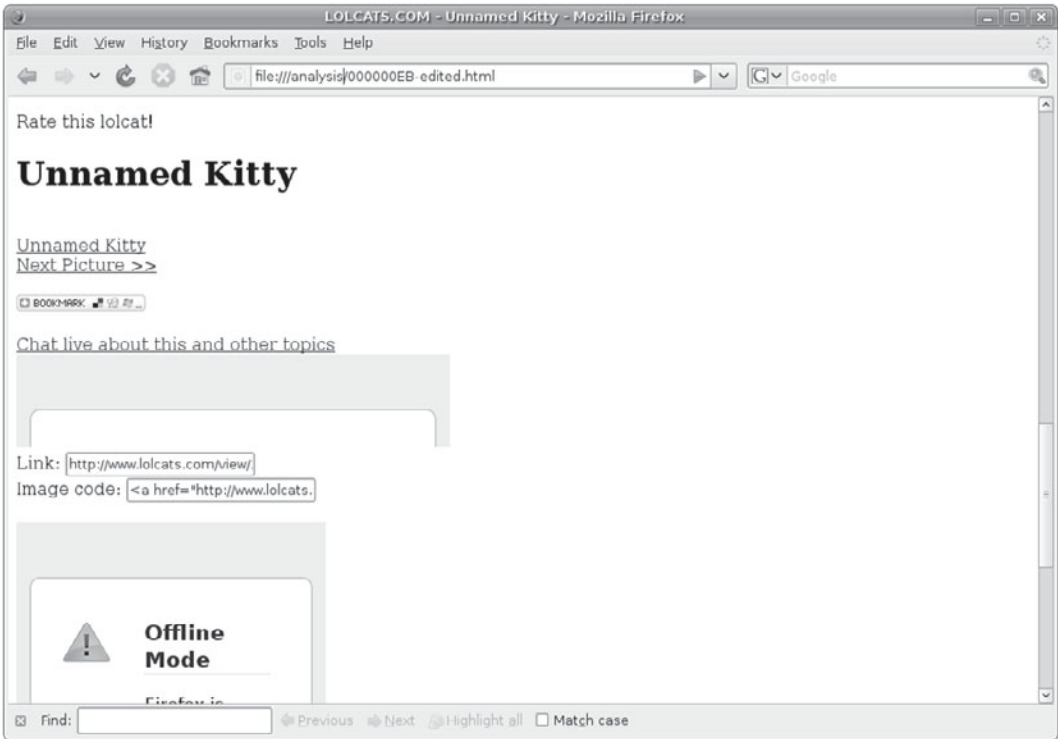 LOLCATS.COM - Unnamed Kitty - Mozilla Firefox
File Edit View History Bookmarks Tools Help
file:///analysis/000000EB-edited.html
G Google
Rate this lolcat!
Unnamed Kitty
Unnamed Kitty
Next Picture >>
BOOKMARK
Chat live about this and other topics
Link: http://www.lolcats.com/view/
Image code: <a href="http://www.lolcats.
Offline
Mode
Firefox is
Find: Previous Next Highlight all Match case